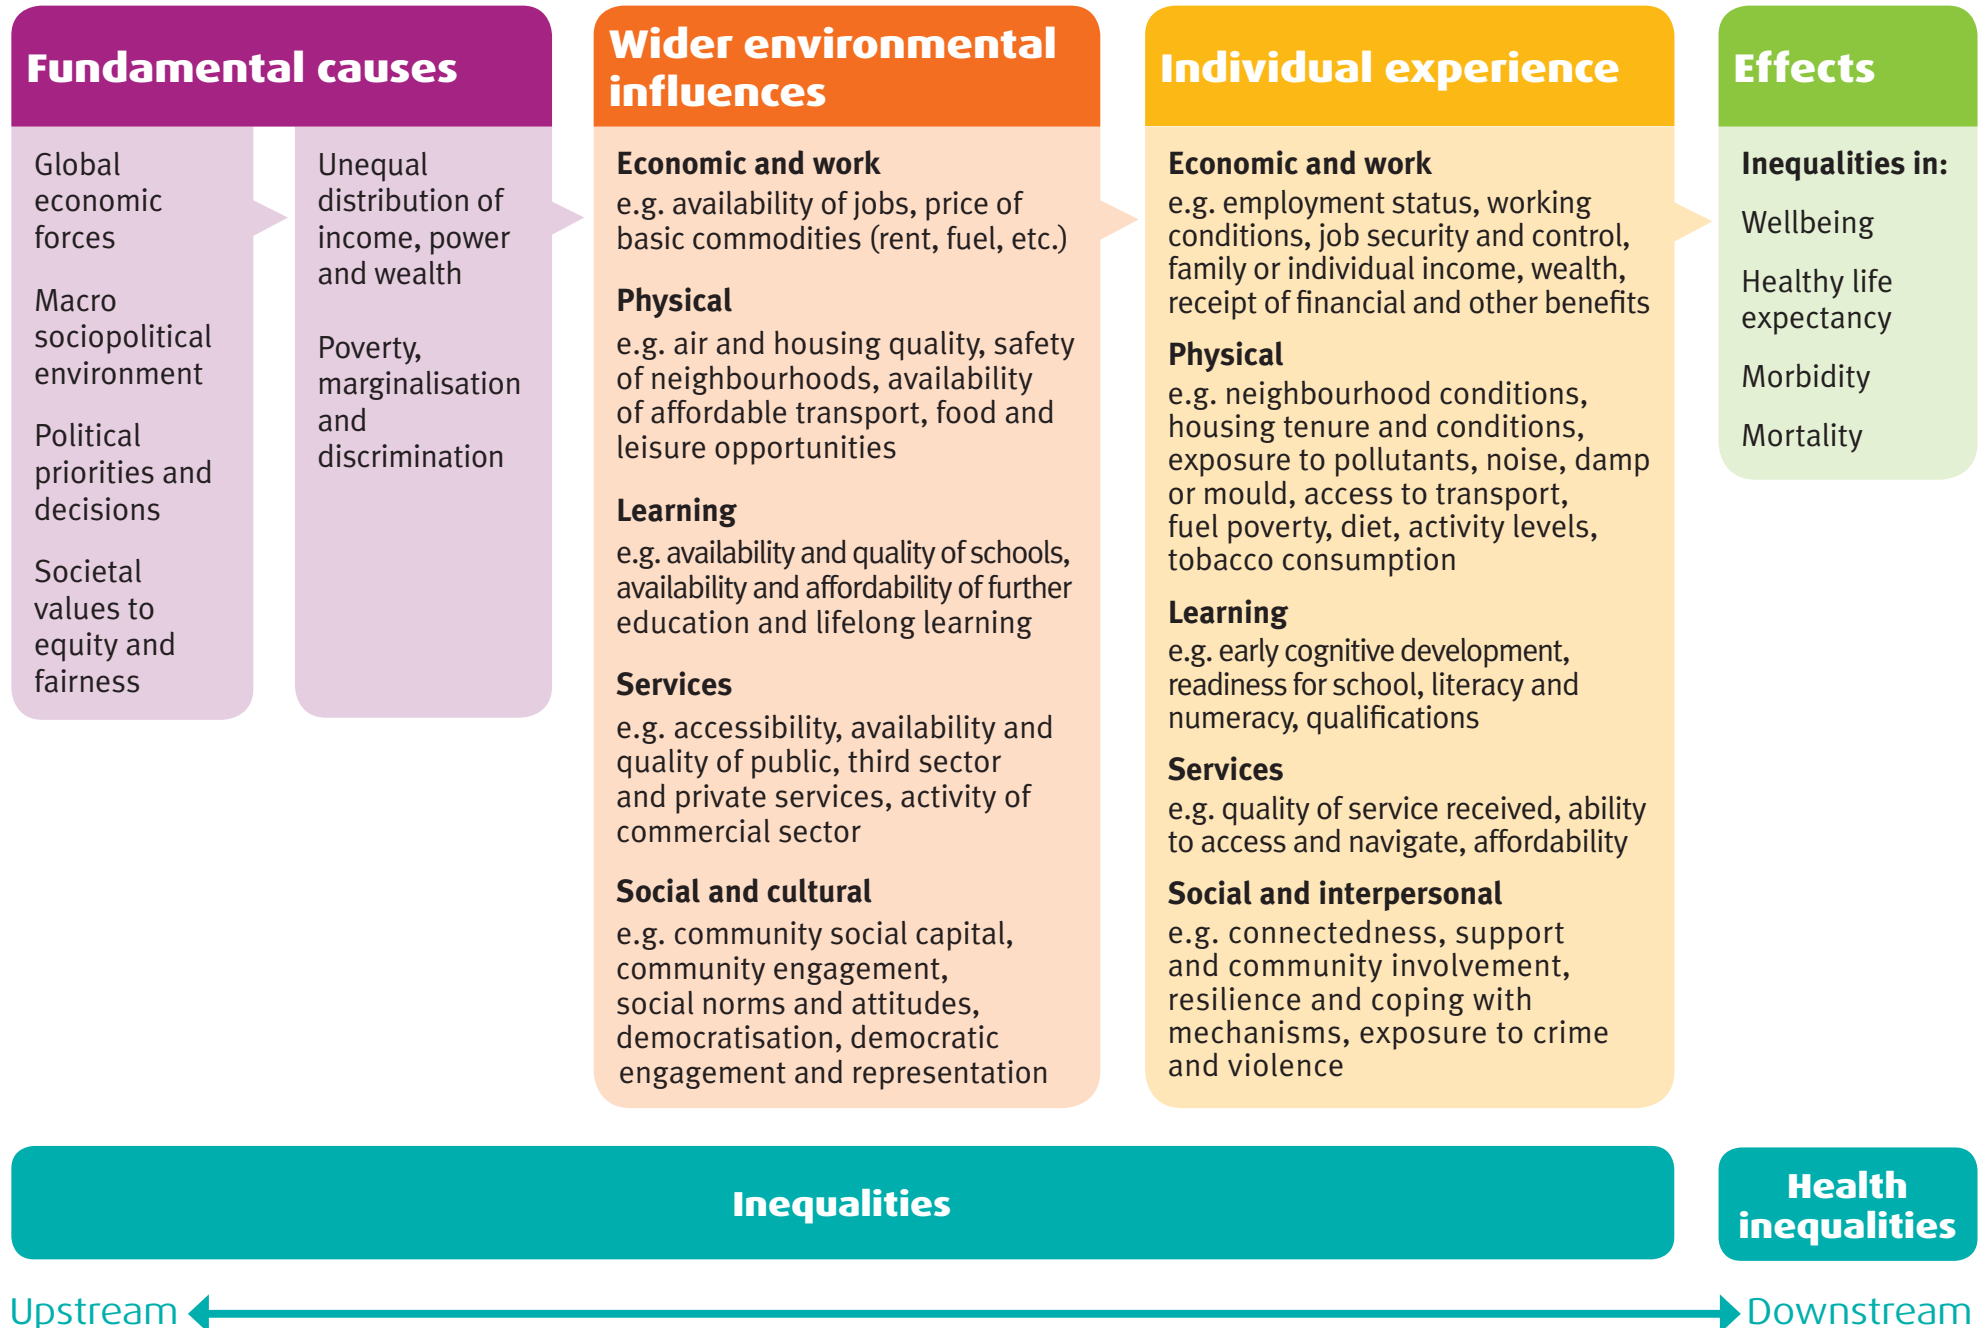 Fundamental causes
Global
economic
forces
Macro
sociopolitical
environment
Political
priorities and
decisions
Societal
values to
equity and
fairness
Unequal
distribution of
income, power
and wealth
Poverty,
marginalisation
and
discrimination
Wider environmental
influences
Economic and work
e.g. availability of jobs, price of
basic commodities (rent, fuel, etc.)
Physical
e.g. air and housing quality, safety
of neighbourhoods, availability
of affordable transport, food and
leisure opportunities
Learning
e.g. availability and quality of schools,
availability and affordability of further
education and lifelong learning
Services
e.g. accessibility, availability and
quality of public, third sector
and private services, activity of
commercial sector
Social and cultural
e.g. community social capital,
community engagement,
social norms and attitudes,
democratisation, democratic
engagement and representation
Individual experience
Economic and work
e.g. employment status, working
conditions, job security and control,
family or individual income, wealth,
receipt of financial and other benefits
Physical
e.g. neighbourhood conditions,
housing tenure and conditions,
exposure to pollutants, noise, damp
or mould, access to transport,
fuel poverty, diet, activity levels,
tobacco consumption
Learning
e.g. early cognitive development,
readiness for school, literacy and
numeracy, qualifications
Services
e.g. quality of service received, ability
to access and navigate, affordability
Social and interpersonal
e.g. connectedness, support
and community involvement,
resilience and coping with
mechanisms, exposure to crime
and violence
Effects
Inequalities in:
Wellbeing
Healthy life
expectancy
Morbidity
Mortality
Inequalities
Health
inequalities
Upstream
Downstream